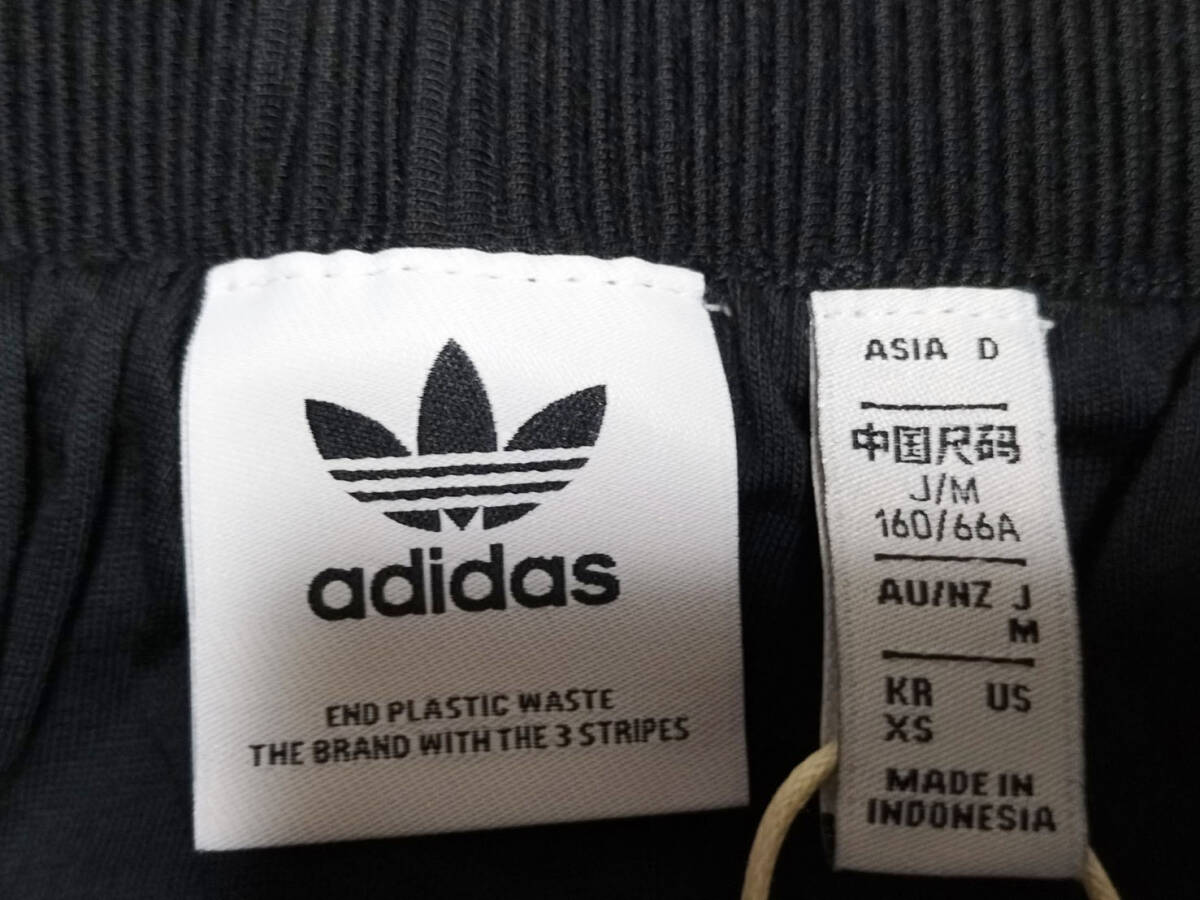 adidas
END PLASTIC WASTE
THE BRAND WITH THE 3 STRIPES
ASIA D
中国尺码
J/M
160/66A
AU/NZ J
M
KR US
XS
MADE IN
INDONESIA